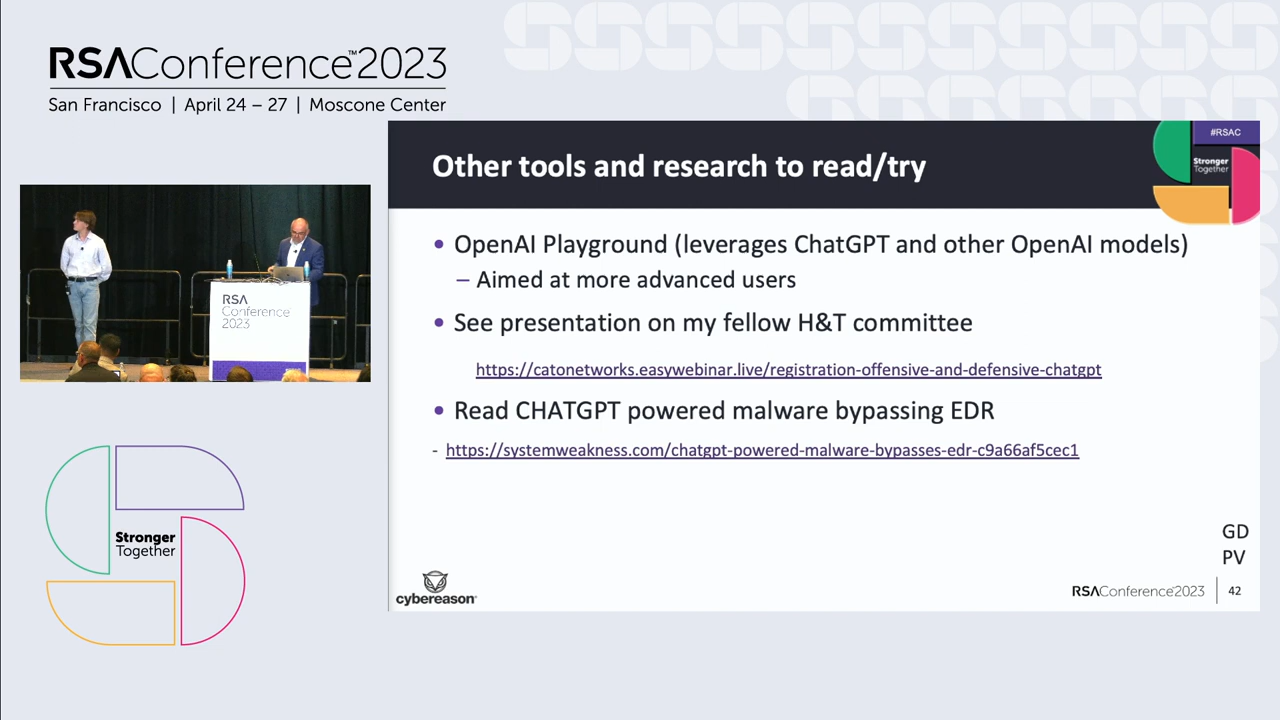 RSAConference™2023
San Francisco | April 24 – 27 | Moscone Center
#RSAC
Stronger
Together
Other tools and research to read/try
• OpenAI Playground (leverages ChatGPT and other OpenAI models)
– Aimed at more advanced users
• See presentation on my fellow H&T committee
https://catonetworks.easywebinar.live/registration-offensive-and-defensive-chatgpt
• Read CHATGPT powered malware bypassing EDR
- https://systemweakness.com/chatgpt-powered-malware-bypasses-edr-c9a66af5cec1
GD
PV
cybereason®
RSAConference2023 | 42
RSA
Conference
2023
Stronger
Together